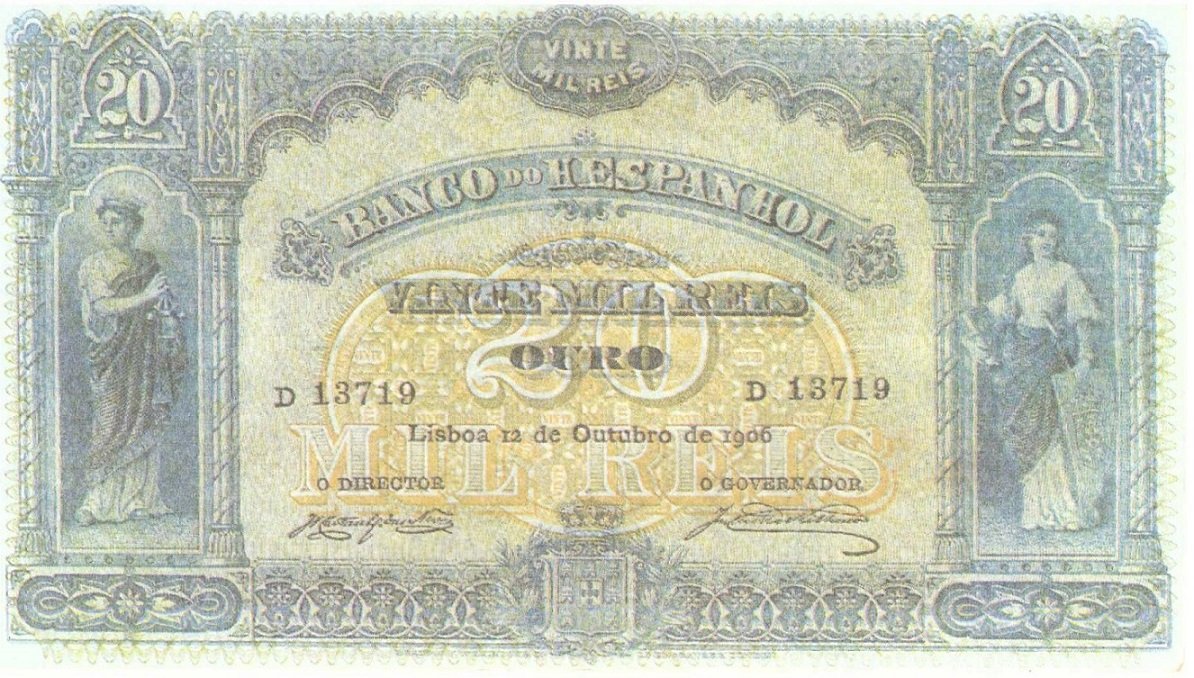 VINTE
MIL REIS
20
20
BANCO DO HESPANHOL
VINTE MIL REIS
OURO
20
D 13719
D 13719
Lisboa 12 de Outubro de 1906
MIL REIS
O DIRECTOR
O GOVERNADOR